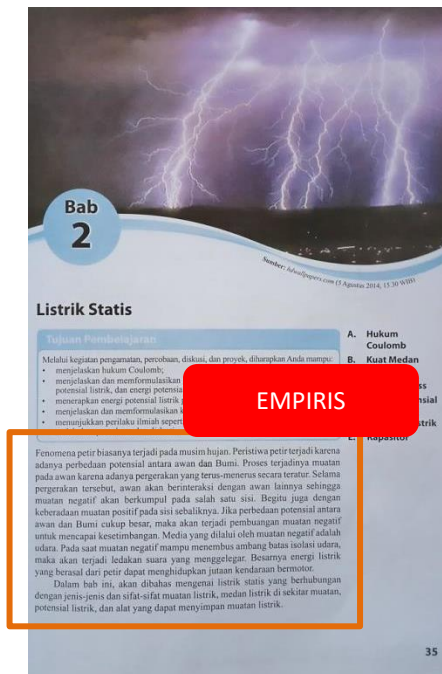 Bab
2
Sumber: hdwallpapers.com (5 Agustus 2014, 15.30 WIB)
Listrik Statis
Tujuan Pembelajaran
Melalui kegiatan pengamatan, percobaan, diskusi, dan proyek, diharapkan Anda mampu:
• menjelaskan hukum Coulomb;
• menjelaskan dan memformulasikan
potensial listrik, dan energi potensia
• menerapkan energi potensial listrik
• menjelaskan dan memformulasikan k
• menunjukkan perilaku ilmiah sepert
A. Hukum
Coulomb
B. Kuat Medan
ss
sial
strik
E. Kapasitor
EMPIRIS
Fenomena petir biasanya terjadi pada musim hujan. Peristiwa petir terjadi karena
adanya perbedaan potensial antara awan dan Bumi. Proses terjadinya muatan
pada awan karena adanya pergerakan yang terus-menerus secara teratur. Selama
pergerakan tersebut, awan akan berinteraksi dengan awan lainnya sehingga
muatan negatif akan berkumpul pada salah satu sisi. Begitu juga dengan
keberadaan muatan positif pada sisi sebaliknya. Jika perbedaan potensial antara
awan dan Bumi cukup besar, maka akan terjadi pembuangan muatan negatif
untuk mencapai kesetimbangan. Media yang dilalui oleh muatan negatif adalah
udara. Pada saat muatan negatif mampu menembus ambang batas isolasi udara,
maka akan terjadi ledakan suara yang menggelegar. Besarnya energi listrik
yang berasal dari petir dapat menghidupkan jutaan kendaraan bermotor.
Dalam bab ini, akan dibahas mengenai listrik statis yang berhubungan
dengan jenis-jenis dan sifat-sifat muatan listrik, medan listrik di sekitar muatan,
potensial listrik, dan alat yang dapat menyimpan muatan listrik.
35